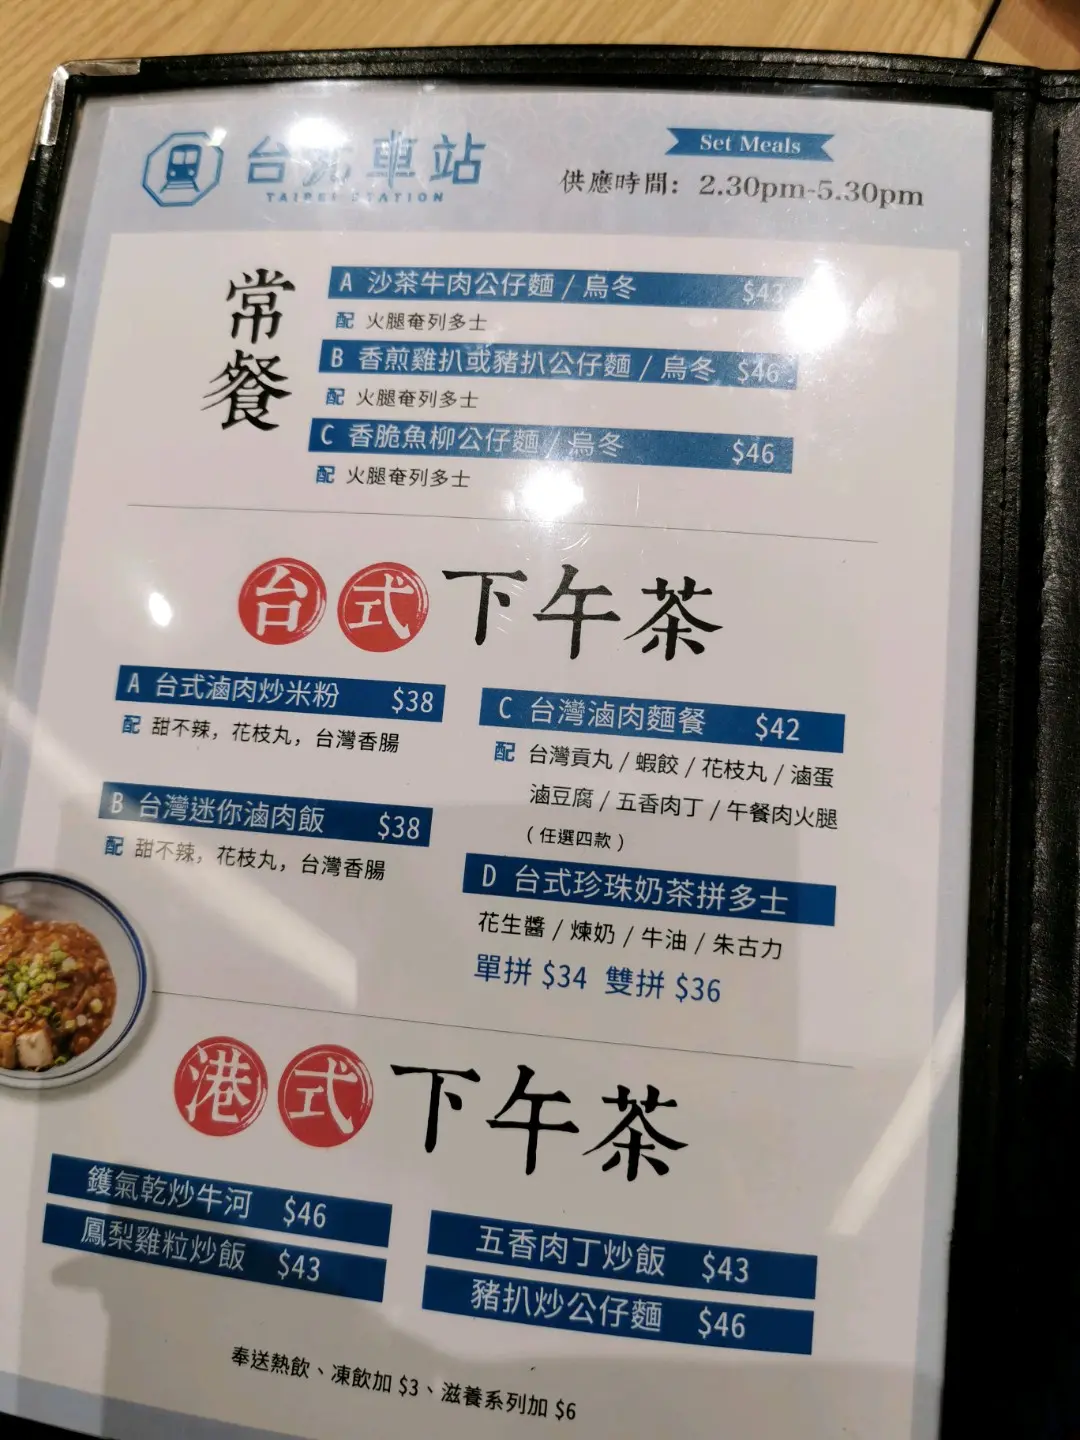 台北車站
TAIPEI STATION
Set Meals
供應時間：2.30pm-5.30pm
常餐
A 沙茶牛肉公仔麵 / 烏冬 $43
配 火腿奄列多士
B 香煎雞扒或豬扒公仔麵 / 烏冬 $46
配 火腿奄列多士
C 香脆魚柳公仔麵 / 烏冬 $46
配 火腿奄列多士
台式下午茶
A 台式滷肉炒米粉 $38
配 甜不辣，花枝丸，台灣香腸
B 台灣迷你滷肉飯 $38
配 甜不辣，花枝丸，台灣香腸
C 台灣滷肉麵餐 $42
配 台灣貢丸 / 蝦餃 / 花枝丸 / 滷蛋
滷豆腐 / 五香肉丁 / 午餐肉火腿
( 任選四款 )
D 台式珍珠奶茶拼多士
花生醬 / 煉奶 / 牛油 / 朱古力
單拼 $34 雙拼 $36
港式下午茶
鑊氣乾炒牛河 $46
鳳梨雞粒炒飯 $43
五香肉丁炒飯 $43
豬扒炒公仔麵 $46
奉送熱飲、凍飲加 $3、滋養系列加 $6